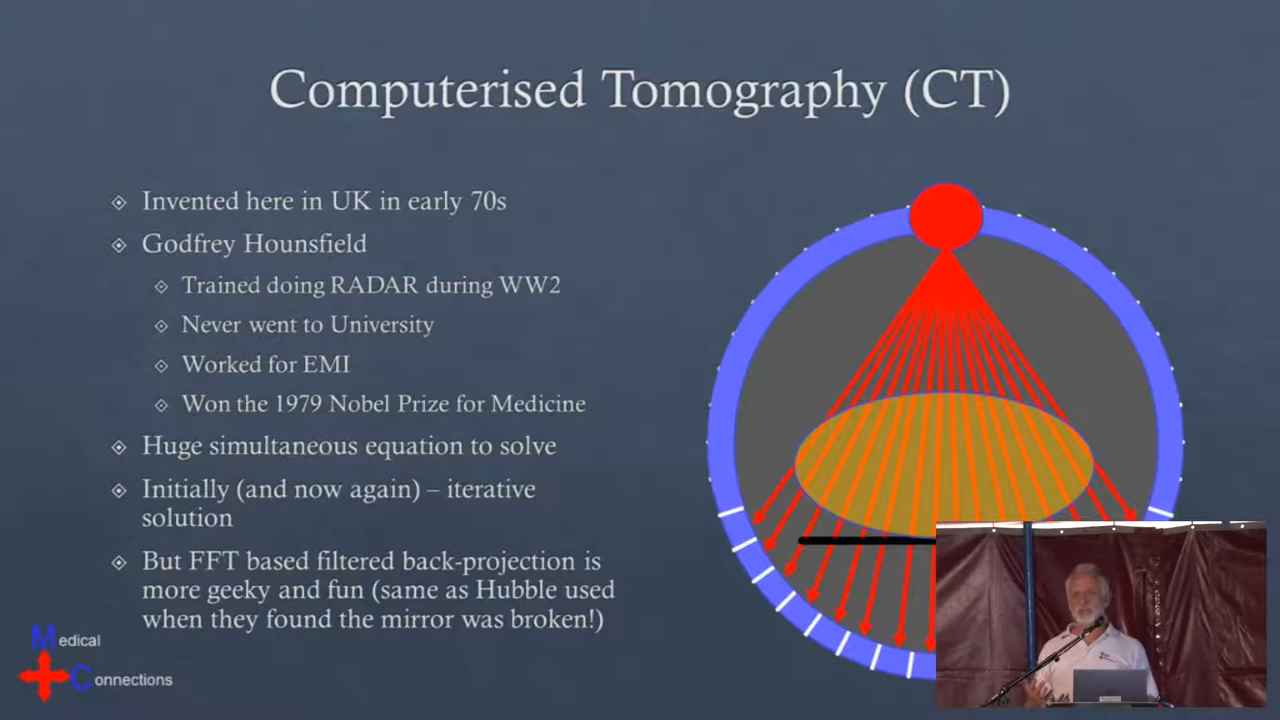 Computerised Tomography (CT)
Invented here in UK in early 70s
Godfrey Hounsfield
Trained doing RADAR during WW2
Never went to University
Worked for EMI
Won the 1979 Nobel Prize for Medicine
Huge simultaneous equation to solve
Initially (and now again) – iterative
solution
But FFT based filtered back-projection is
more geeky and fun (same as Hubble used
when they found the mirror was broken!)
Medical
Connections